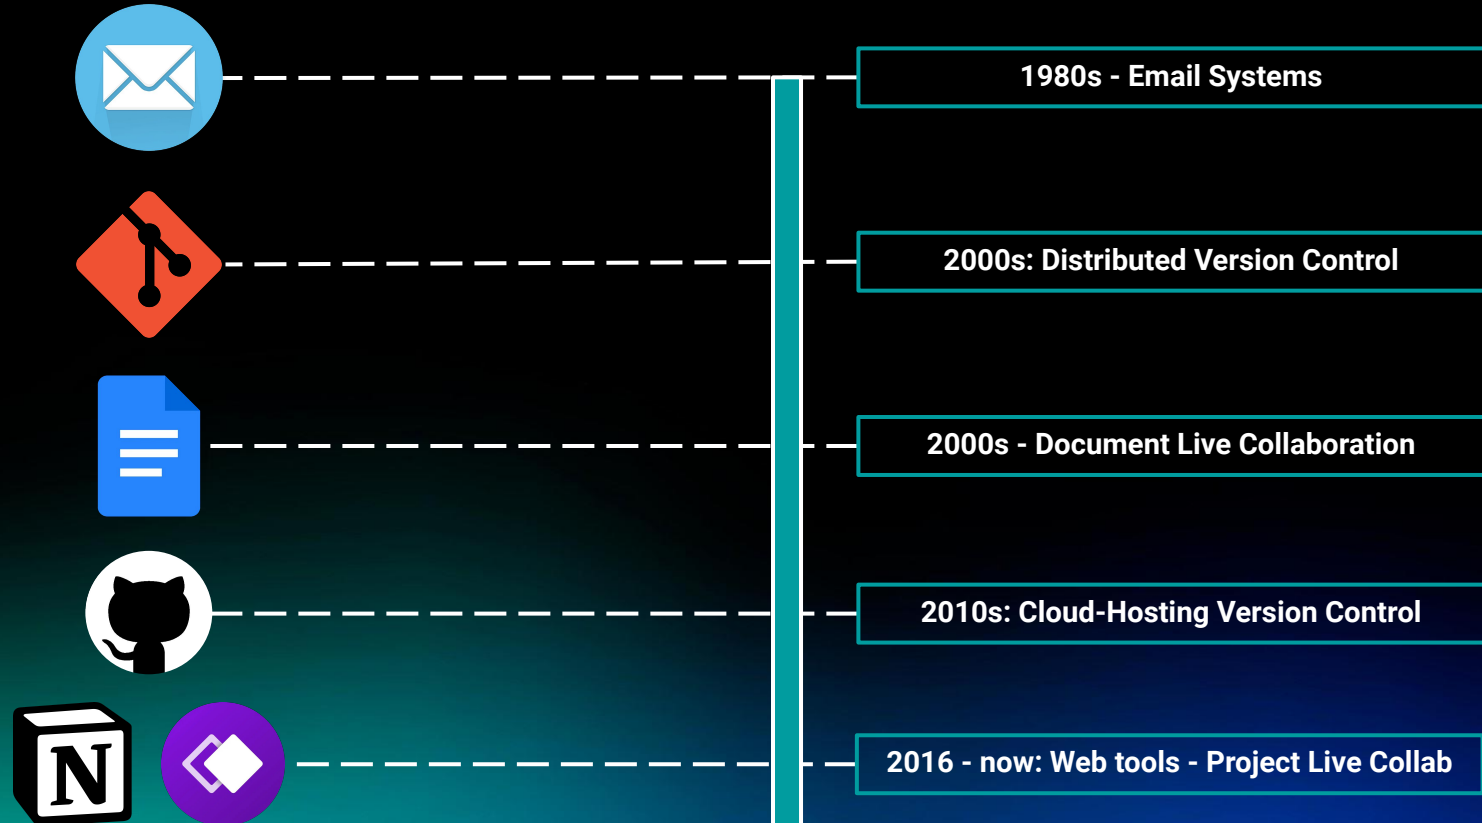 1980s - Email Systems
2000s: Distributed Version Control
2000s - Document Live Collaboration
2010s: Cloud-Hosting Version Control
N
2016 - now: Web tools - Project Live Collab